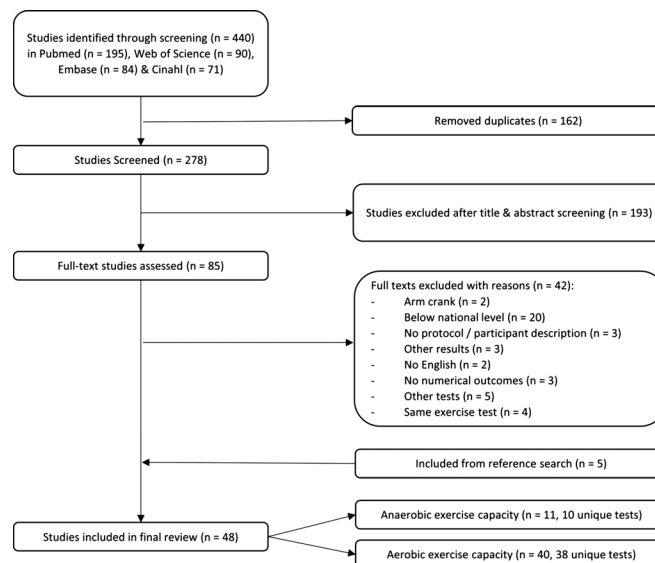 Studies identified through screening (n = 440)
in Pubmed (n = 195), Web of Science (n = 90),
Embase (n = 84) & Cinahl (n = 71)
Removed duplicates (n = 162)
Studies Screened (n = 278)
Studies excluded after title & abstract screening (n = 193)
Full-text studies assessed (n = 85)
Full texts excluded with reasons (n = 42):
- Arm crank (n = 2)
- Below national level (n = 20)
- No protocol / participant description (n = 3)
- Other results (n = 3)
- No English (n = 2)
- No numerical outcomes (n = 3)
- Other tests (n = 5)
- Same exercise test (n = 4)
Included from reference search (n = 5)
Anaerobic exercise capacity (n = 11, 10 unique tests)
Studies included in final review (n = 48)
Aerobic exercise capacity (n = 40, 38 unique tests)